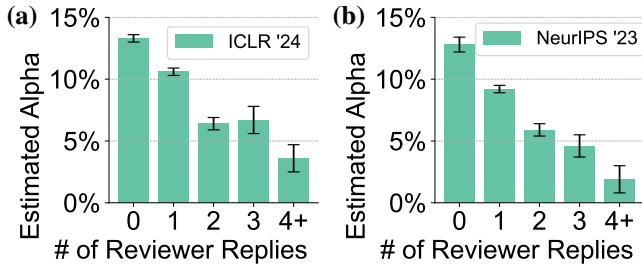 (a)
Estimated Alpha
15%
10%
5%
0%
ICLR '24
0 1 2 3 4+
# of Reviewer Replies
(b)
Estimated Alpha
15%
10%
5%
0%
NeurIPS '23
0 1 2 3 4+
# of Reviewer Replies